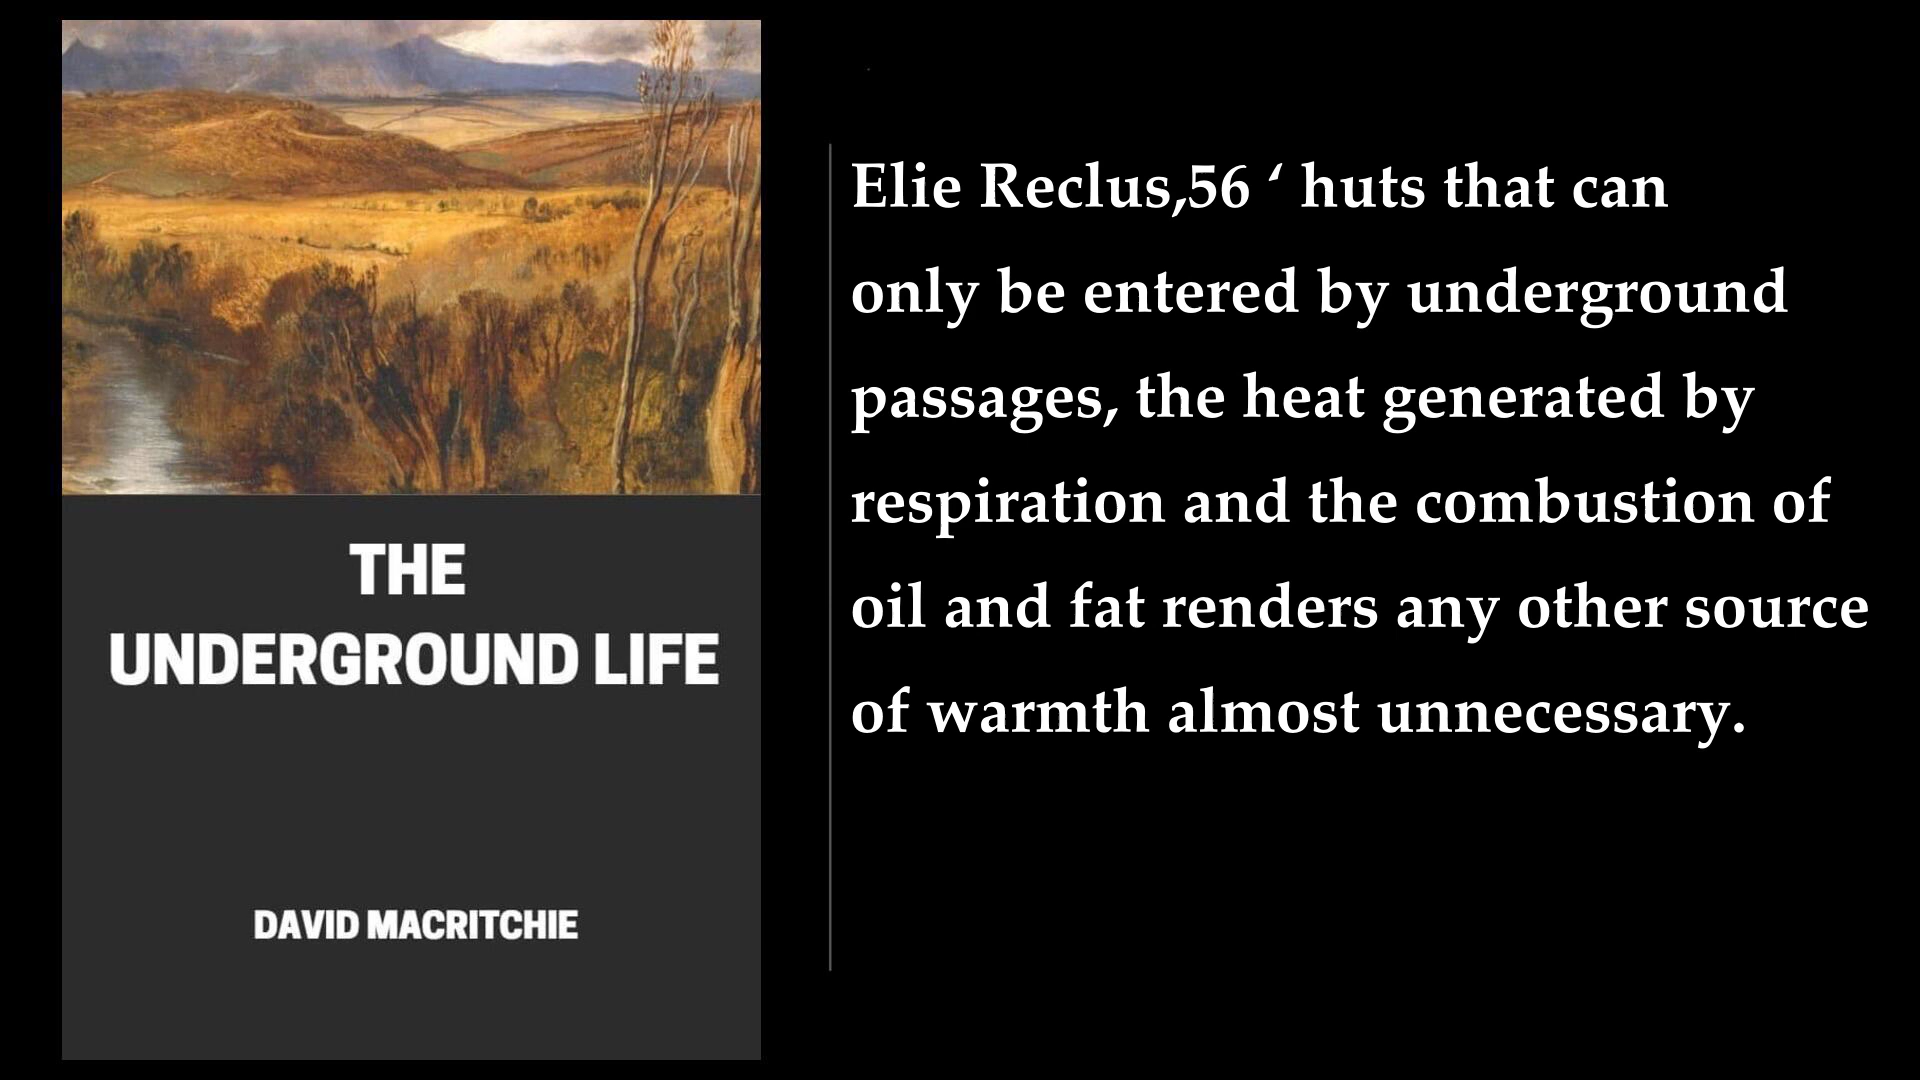 THE
UNDERGROUND LIFE
DAVID MACRITCHIE
Elie Reclus,56 ‘ huts that can
only be entered by underground
passages, the heat generated by
respiration and the combustion of
oil and fat renders any other source
of warmth almost unnecessary.